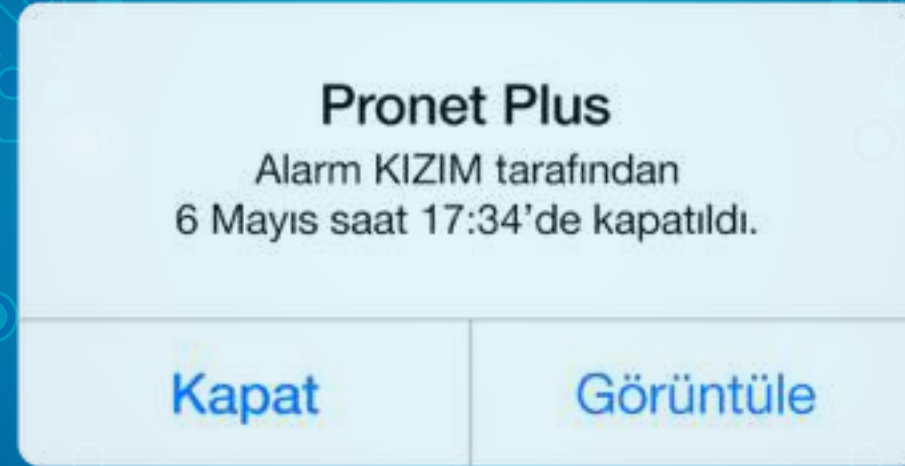 Pronet Plus
Alarm KIZIM tarafından
6 Mayıs saat 17:34’de kapatıldı.
Kapat
Görüntüle